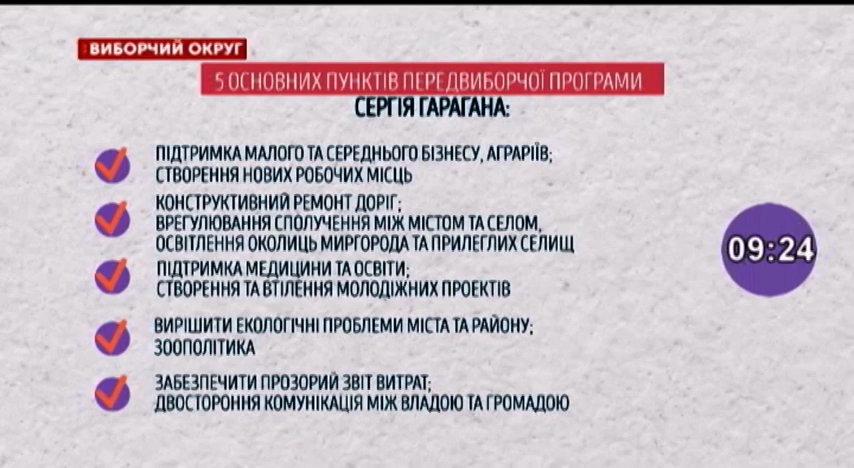 ВИБОРЧИЙ ОКРУГ
5 ОСНОВНИХ ПУНКТІВ ПЕРЕДВИБОРЧОЇ ПРОГРАМИ
СЕРГІЯ ГАРАГАНА:
ПІДТРИМКА МАЛОГО ТА СЕРЕДНЬОГО БІЗНЕСУ, АГРАРІЇВ;
СТВОРЕННЯ НОВИХ РОБОЧИХ МІСЦЬ
КОНСТРУКТИВНИЙ РЕМОНТ ДОРІГ;
ВРЕГУЛЮВАННЯ СПОЛУЧЕННЯ МІЖ МІСТОМ ТА СЕЛОМ,
ОСВІТЛЕННЯ ОКОЛИЦЬ МИРГОРОДА ТА ПРИЛЕГЛИХ СЕЛИЩ
09:24
ПІДТРИМКА МЕДИЦИНИ ТА ОСВІТИ;
СТВОРЕННЯ ТА ВТІЛЕННЯ МОЛОДІЖНИХ ПРОЕКТІВ
ВИРІШИТИ ЕКОЛОГІЧНІ ПРОБЛЕМИ МІСТА ТА РАЙОНУ;
ЗООПОЛІТИКА
ЗАБЕЗПЕЧИТИ ПРОЗОРИЙ ЗВІТ ВИТРАТ;
ДВОСТОРОННЯ КОМУНІКАЦІЯ МІЖ ВЛАДОЮ ТА ГРОМАДОЮ